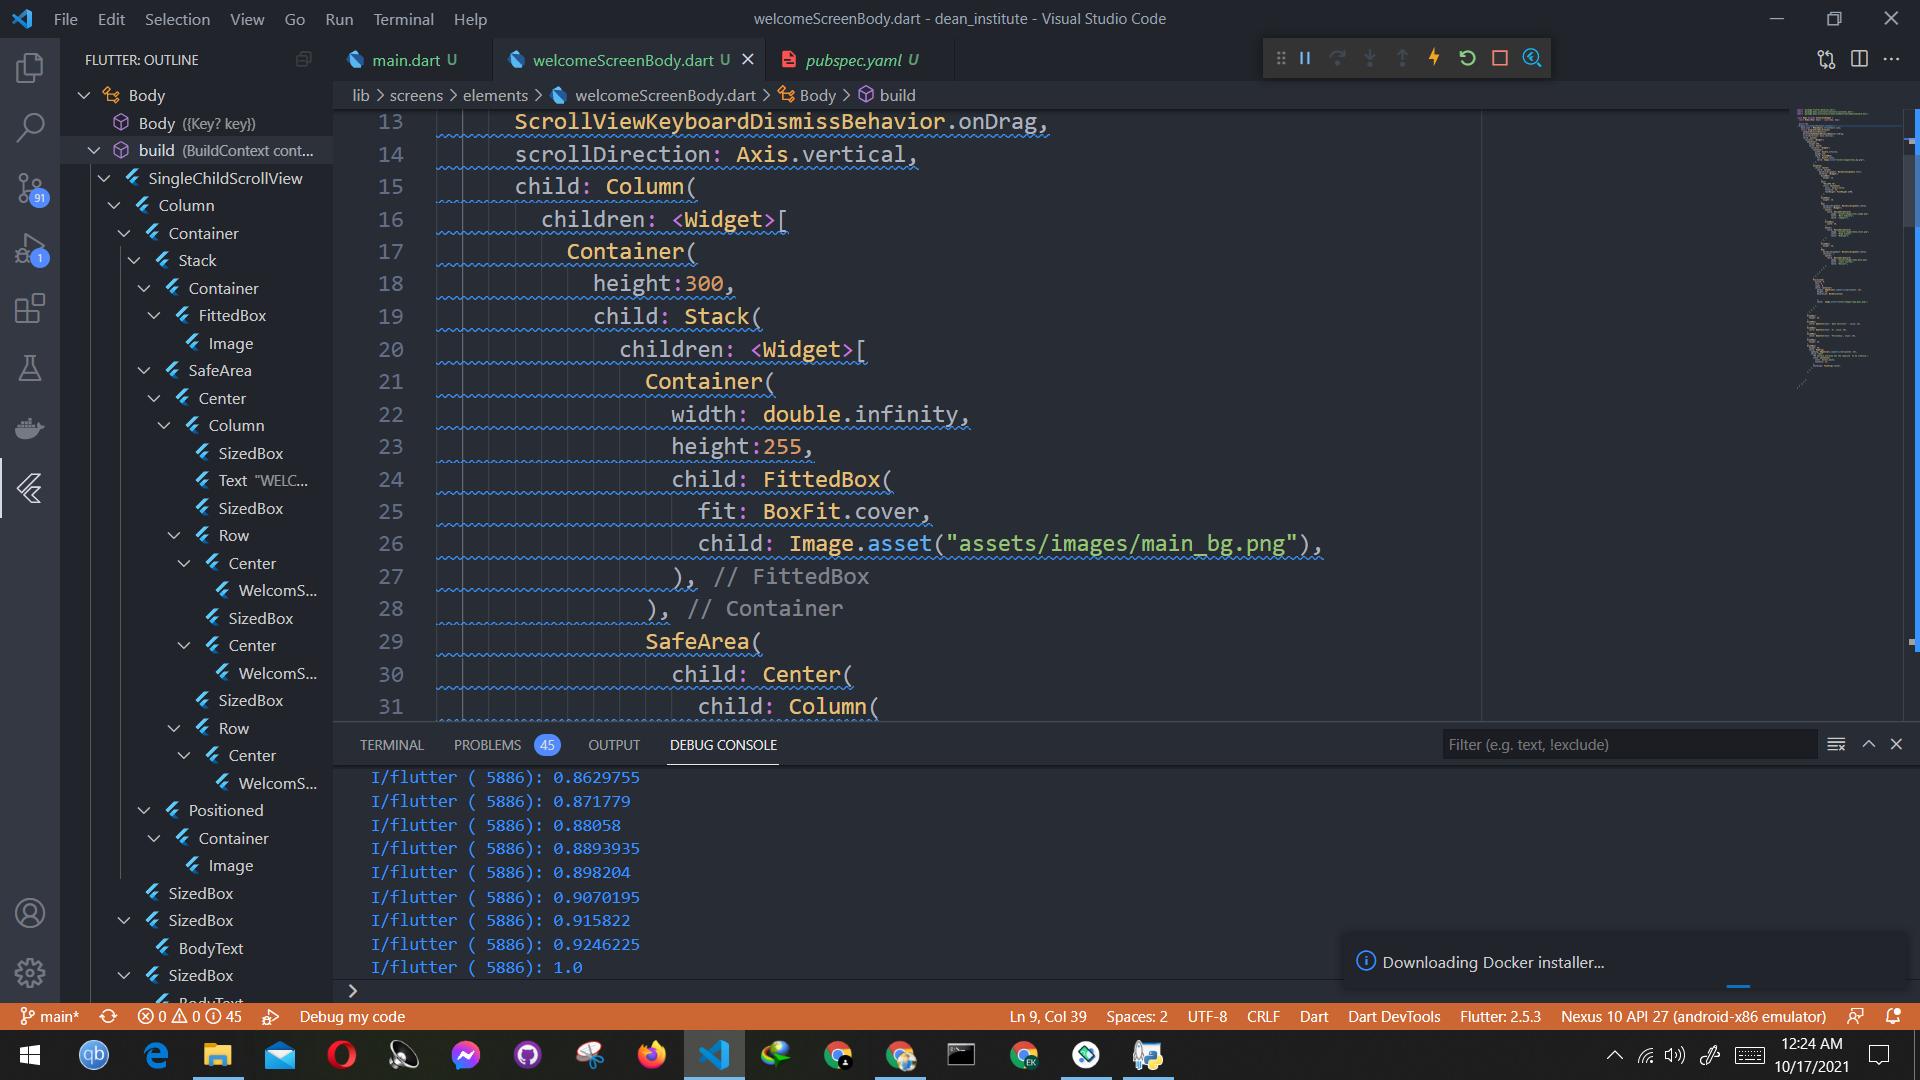 File Edit Selection View Go Run Terminal Help
welcomeScreenBody.dart - dean_institute - Visual Studio Code
FLUTTER: OUTLINE
main.dart U
welcomeScreenBody.dart U
pubspec.yaml U
lib > screens > elements > welcomeScreenBody.dart > Body > build
Body
Body ({Key? key})
build (BuildContext cont...
SingleChildScrollView
Column
Container
Stack
Container
FittedBox
Image
SafeArea
Center
Column
SizedBox
Text "WELC...
SizedBox
Row
Center
WelcomS...
SizedBox
Center
WelcomS...
SizedBox
Row
Center
WelcomS...
Positioned
Container
Image
SizedBox
SizedBox
BodyText
SizedBox
BodyText
91
1
13 ScrollViewKeyboardDismissBehavior.onDrag,
14 scrollDirection: Axis.vertical,
15 child: Column(
16 children: <Widget>[
17 Container(
18 height:300,
19 child: Stack(
20 children: <Widget>[
21 Container(
22 width: double.infinity,
23 height:255,
24 child: FittedBox(
25 fit: BoxFit.cover,
26 child: Image.asset("assets/images/main_bg.png"),
27 ), // FittedBox
28 ), // Container
29 SafeArea(
30 child: Center(
31 child: Column(
TERMINAL PROBLEMS 45 OUTPUT DEBUG CONSOLE
Filter (e.g. text, !exclude)
I/flutter ( 5886): 0.8629755
I/flutter ( 5886): 0.871779
I/flutter ( 5886): 0.88058
I/flutter ( 5886): 0.8893935
I/flutter ( 5886): 0.898204
I/flutter ( 5886): 0.9070195
I/flutter ( 5886): 0.915822
I/flutter ( 5886): 0.9246225
I/flutter ( 5886): 1.0
>
Downloading Docker installer...
main* 0 0 45 Debug my code
Ln 9, Col 39 Spaces: 2 UTF-8 CRLF Dart Dart DevTools Flutter: 2.5.3 Nexus 10 API 27 (android-x86 emulator)
qb
EK
12:24 AM
10/17/2021